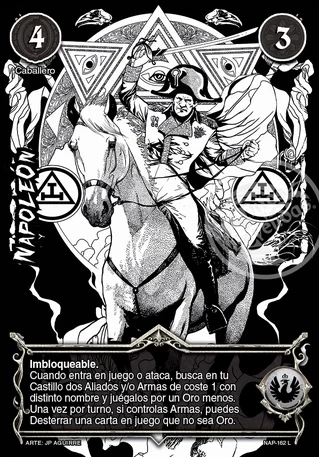 4
3
Caballero
NAPOLEÓN
Imbloqueable.
Cuando entra en juego o ataca, busca en tu
Castillo dos Aliados y/o Armas de coste 1 con
distinto nombre y juégalos por un Oro menos.
Una vez por turno, si controlas Armas, puedes
Desterrar una carta en juego que no sea Oro.
ARTE: JP AGUIRRE
NAP-162 L